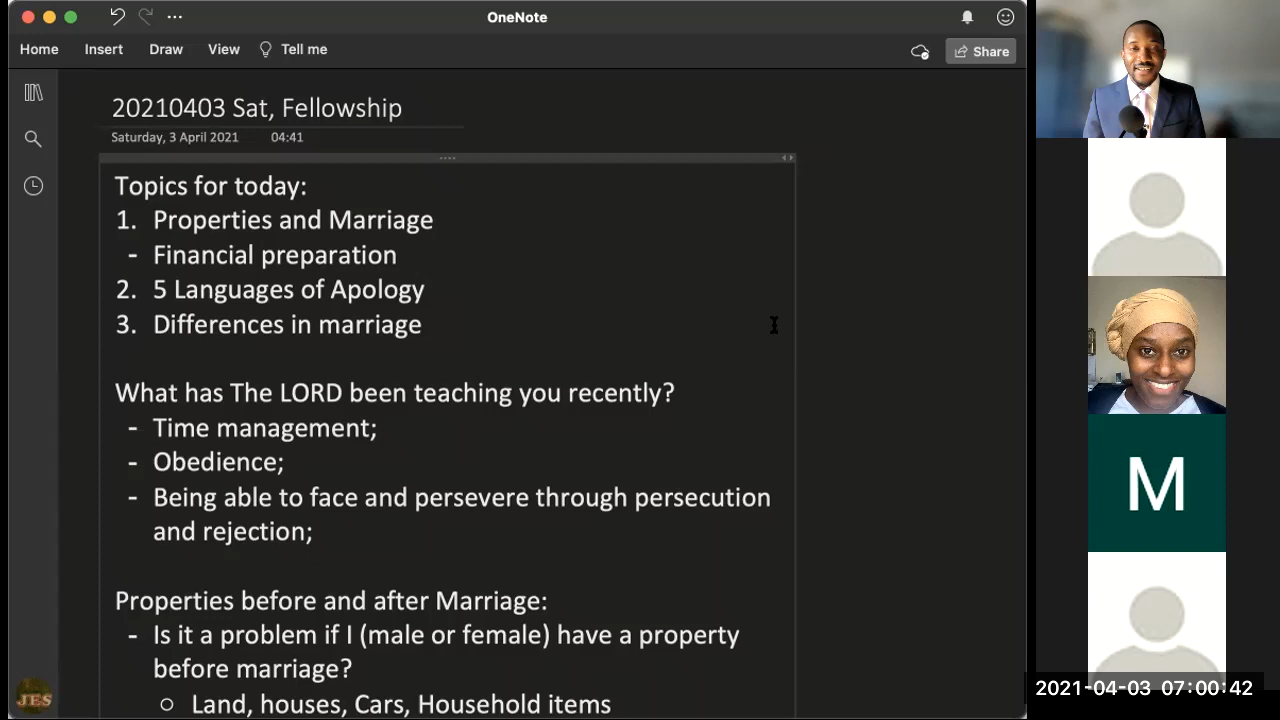 OneNote
Home Insert Draw View Tell me Share
20210403 Sat, Fellowship
Saturday, 3 April 2021 04:41
Topics for today:
1. Properties and Marriage
- Financial preparation
2. 5 Languages of Apology
3. Differences in marriage
What has The LORD been teaching you recently?
- Time management;
- Obedience;
- Being able to face and persevere through persecution
and rejection;
Properties before and after Marriage:
- Is it a problem if I (male or female) have a property
before marriage?
○ Land, houses, Cars, Household items
JES
M
2021-04-03 07:00:42